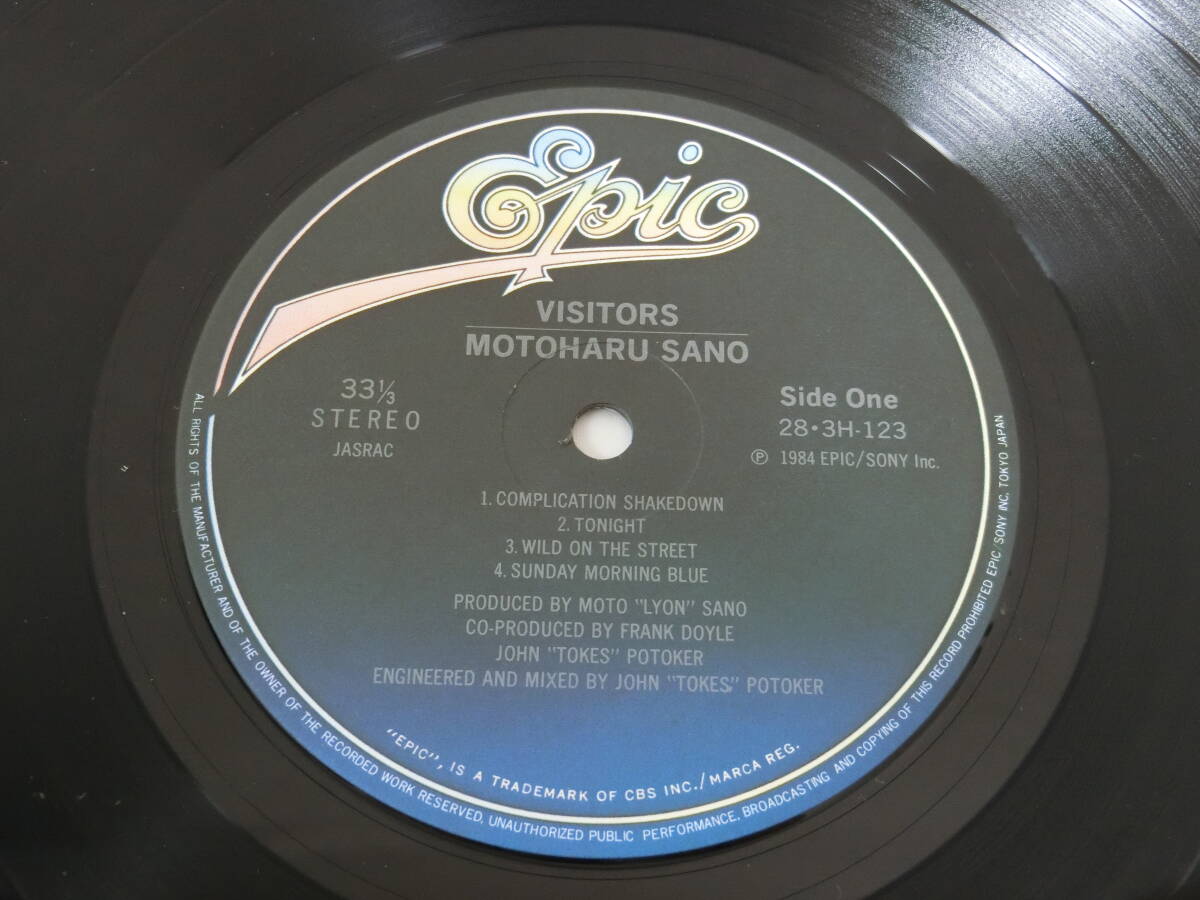 Epic
VISITORS
MOTOHARU SANO
33⅓
STEREO
JASRAC
Side One
28•3H-123
Ⓟ 1984 EPIC/SONY Inc.
1. COMPLICATION SHAKEDOWN
2. TONIGHT
3. WILD ON THE STREET
4. SUNDAY MORNING BLUE
PRODUCED BY MOTO "LYON" SANO
CO-PRODUCED BY FRANK DOYLE
JOHN "TOKES" POTOKER
ENGINEERED AND MIXED BY JOHN "TOKES" POTOKER
"EPIC", IS A TRADEMARK OF CBS INC./MARCA REG.
ALL RIGHTS OF THE MANUFACTURER AND OF THE OWNER OF THE RECORDED WORK RESERVED. UNAUTHORIZED PUBLIC PERFORMANCE, BROADCASTING AND COPYING OF THIS RECORD PROHIBITED EPIC/SONY INC. TOKYO JAPAN